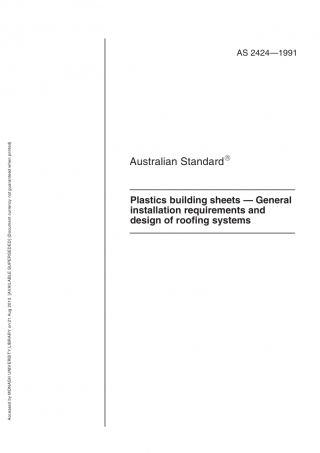 AS 2424—1991
Australian Standard®
Plastics building sheets — General
installation requirements and
design of roofing systems
Accessed by MONASH UNIVERSITY LIBRARY on 21 Aug 2013 [AVAILABLE SUPERSEDED] (Document currency not guaranteed when printed)